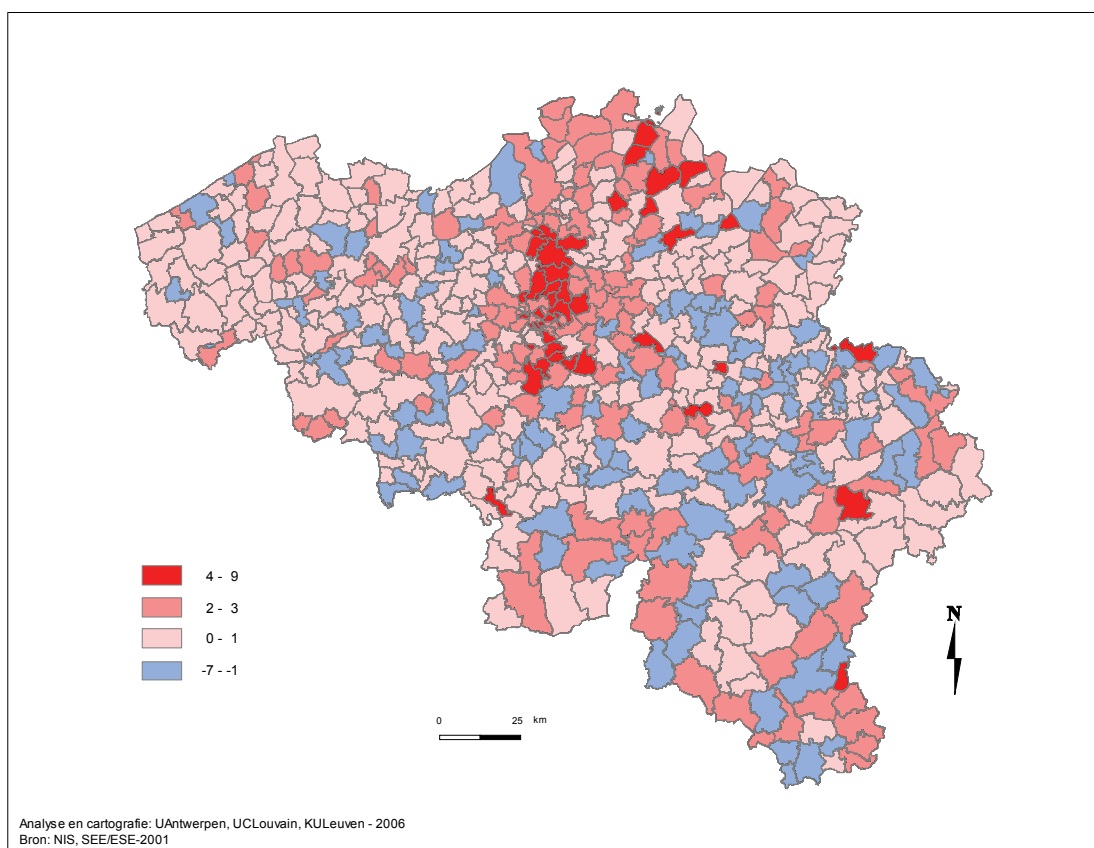 4 - 9
2 - 3
0 - 1
-7 - -1
N
0 25 km
Analyse en cartografie: UAntwerpen, UCLouvain, KULeuven - 2006
Bron: NIS, SEE/ESE-2001